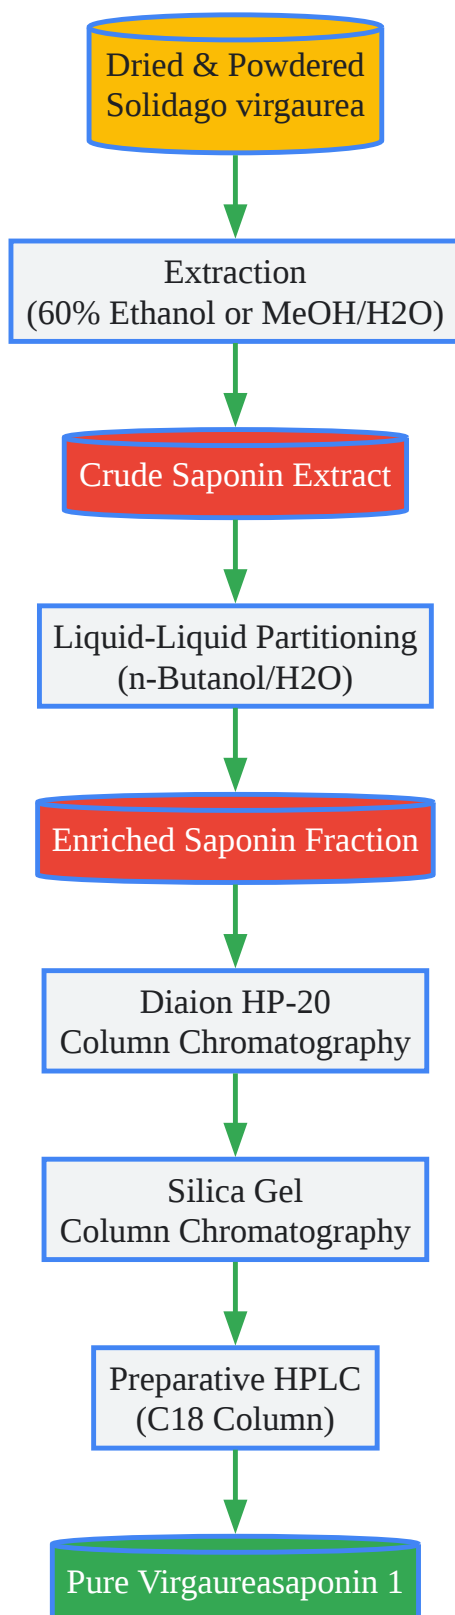 Dried & Powdered
Solidago virgaurea
Extraction
(60% Ethanol or MeOH/H2O)
Crude Saponin Extract
Liquid-Liquid Partitioning
(n-Butanol/H2O)
Enriched Saponin Fraction
Diaion HP-20
Column Chromatography
Silica Gel
Column Chromatography
Preparative HPLC
(C18 Column)
Pure Virgaureasaponin 1